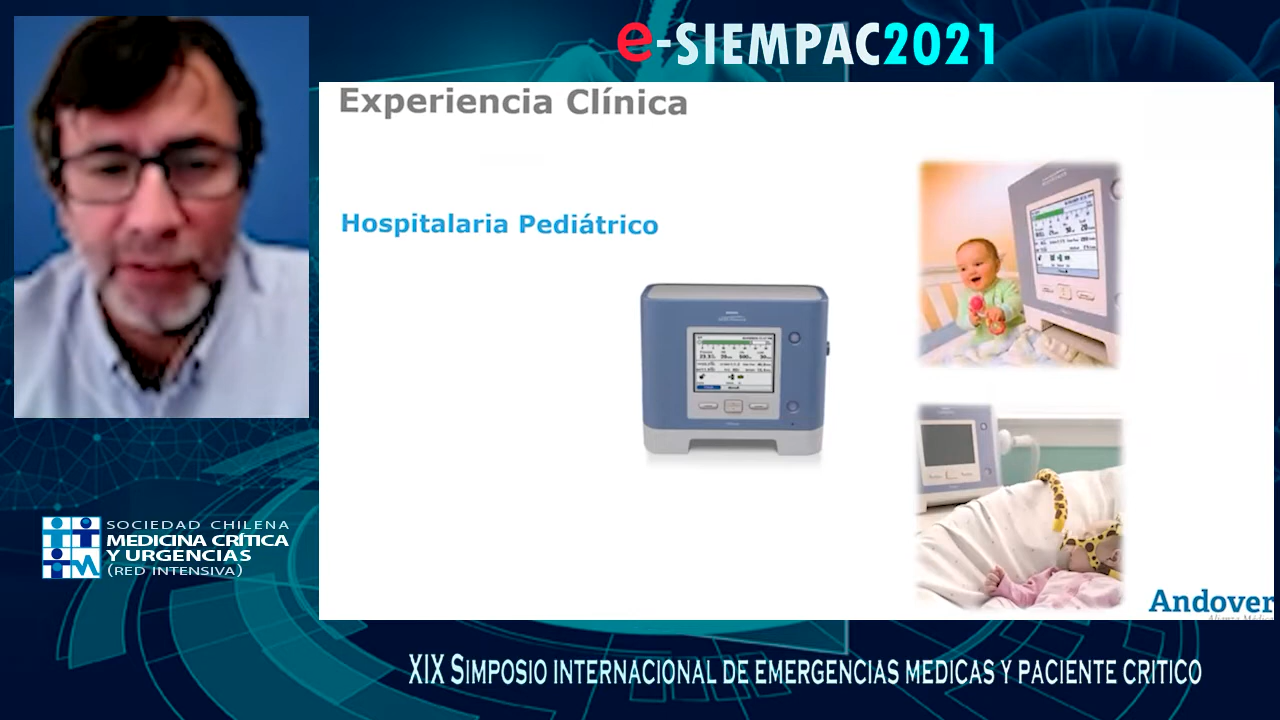 e-SIEMPAC2021
Experiencia Clínica
Hospitalaria Pediátrico
Andover
SOCIEDAD CHILENA
MEDICINA CRÍTICA
Y URGENCIAS
(RED INTENSIVA)
XIX SIMPOSIO INTERNACIONAL DE EMERGENCIAS MEDICAS Y PACIENTE CRITICO